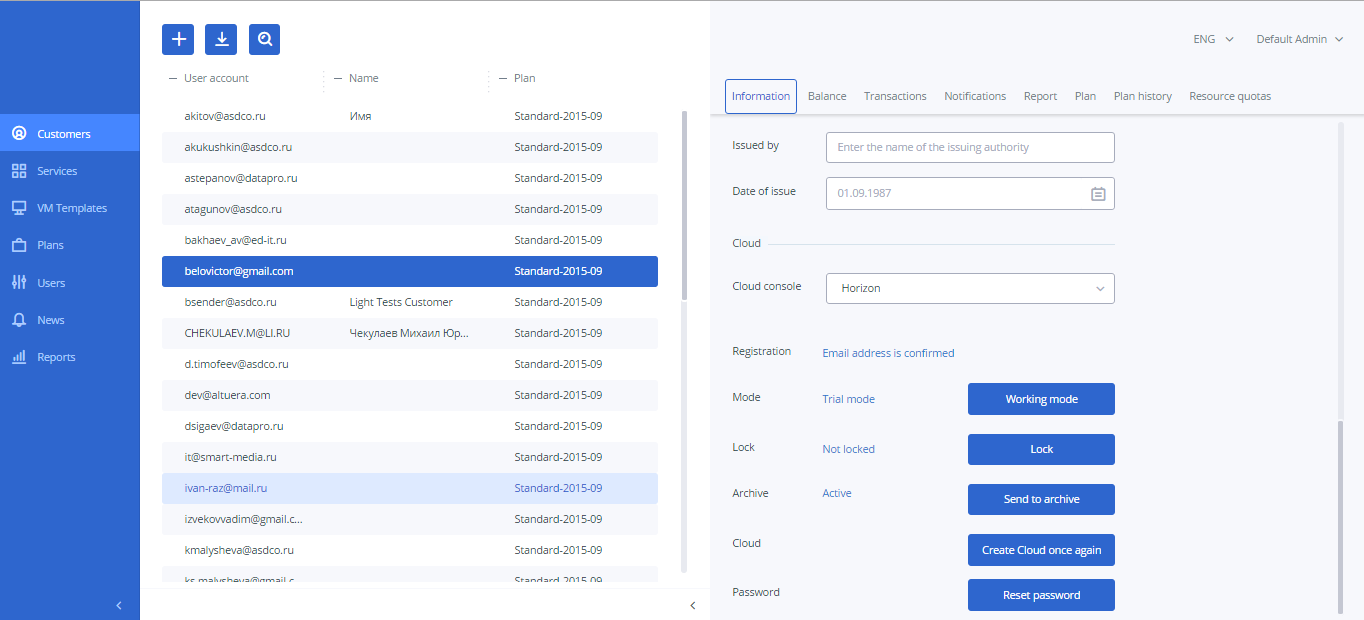 ENG
Default Admin
Customers
Services
VM Templates
Plans
Users
News
Reports
User account Name Plan
akitov@asdco.ru Имя Standard-2015-09
akukushkin@asdco.ru Standard-2015-09
astepanov@datapro.ru Standard-2015-09
atagunov@asdco.ru Standard-2015-09
bakhaev_av@ed-it.ru Standard-2015-09
belovictor@gmail.com Standard-2015-09
bsender@asdco.ru Light Tests Customer Standard-2015-09
CHEKULAEV.M@LI.RU Чекулаев Михаил Юр... Standard-2015-09
d.timofeev@asdco.ru Standard-2015-09
dev@altuera.com Standard-2015-09
dsigaev@datapro.ru Standard-2015-09
it@smart-media.ru Standard-2015-09
ivan-raz@mail.ru Standard-2015-09
izvekovvadim@gmail.c... Standard-2015-09
kmalysheva@asdco.ru Standard-2015-09
ks.malysheva@gmail.c... Standard-2015-09
Information Balance Transactions Notifications Report Plan Plan history Resource quotas
Issued by Enter the name of the issuing authority
Date of issue 01.09.1987
Cloud
Cloud console Horizon
Registration Email address is confirmed
Mode Trial mode Working mode
Lock Not locked Lock
Archive Active Send to archive
Cloud Create Cloud once again
Password Reset password